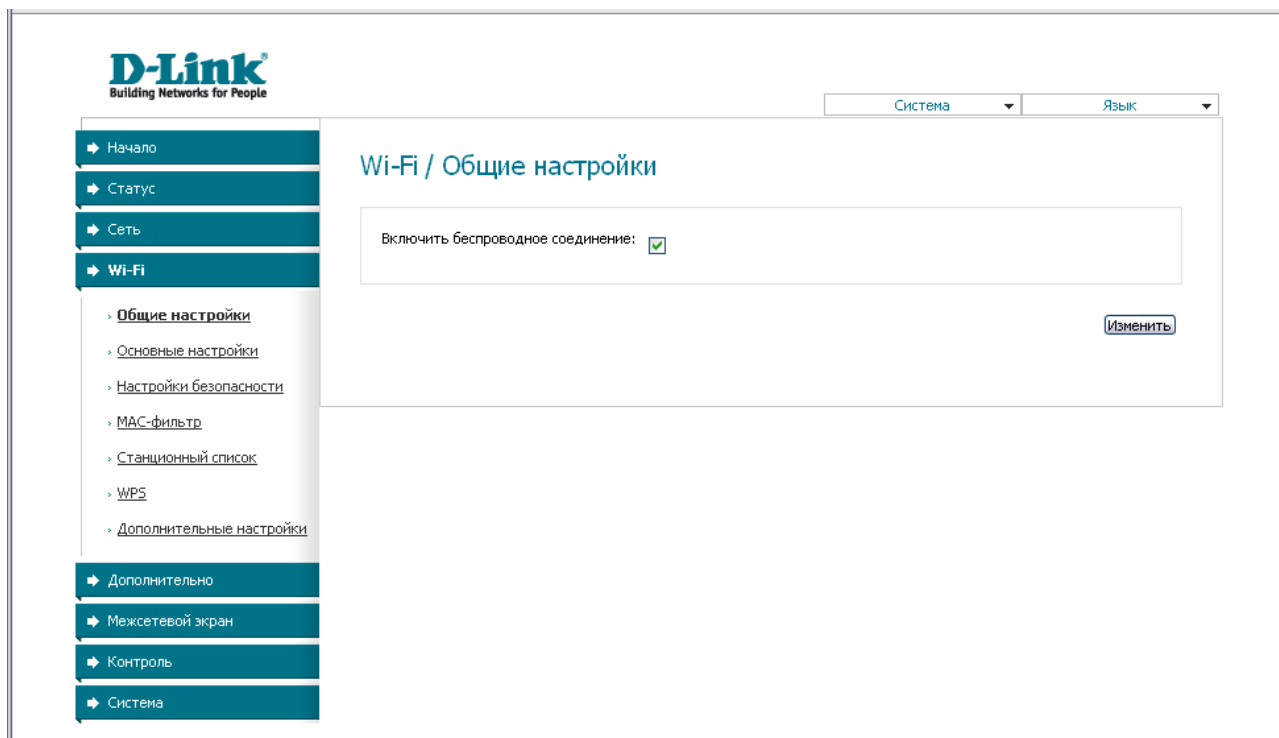 D-Link
Building Networks for People
Система
Язык
Начало
Статус
Сеть
Wi-Fi
Общие настройки
Основные настройки
Настройки безопасности
MAC-фильтр
Станционный список
WPS
Дополнительные настройки
Дополнительно
Межсетевой экран
Контроль
Система
Wi-Fi / Общие настройки
Включить беспроводное соединение:
Изменить